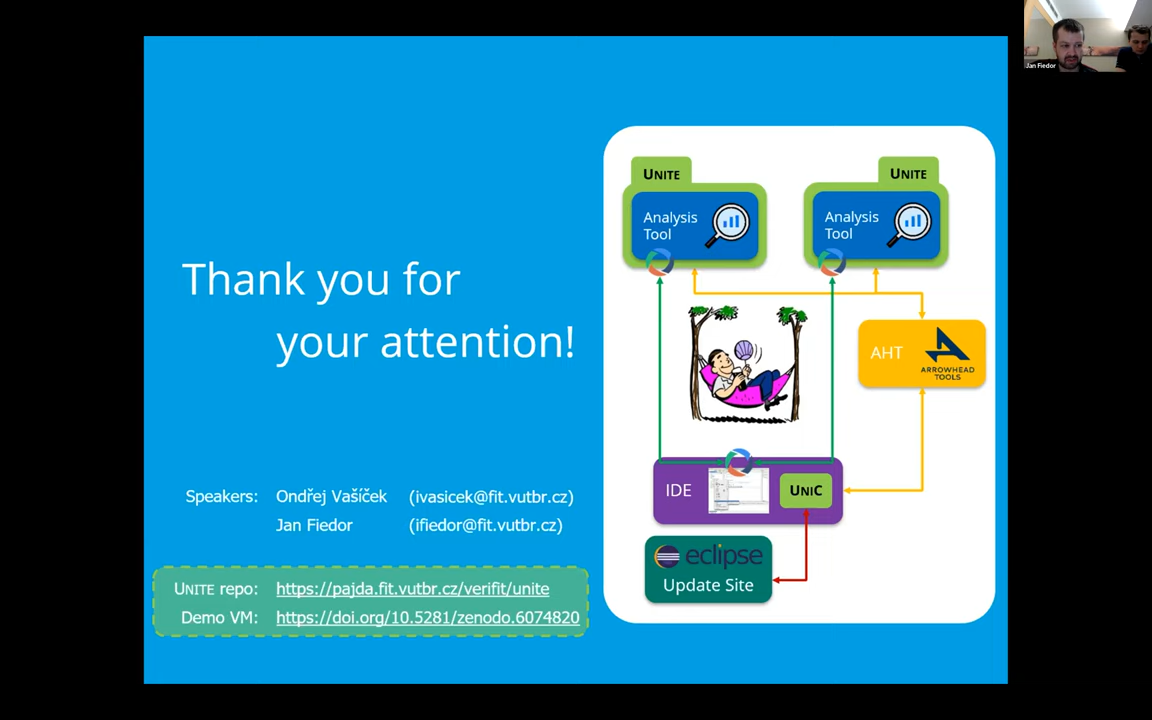 Jan Fiedor
Thank you for
your attention!
Speakers: Ondřej Vašíček (ivasicek@fit.vutbr.cz)
Jan Fiedor (ifiedor@fit.vutbr.cz)
UNITE repo: https://pajda.fit.vutbr.cz/verifit/unite
Demo VM: https://doi.org/10.5281/zenodo.6074820
UNITE
Analysis
Tool
UNITE
Analysis
Tool
AHT
ARROWHEAD
TOOLS
IDE
UNIC
eclipse
Update Site